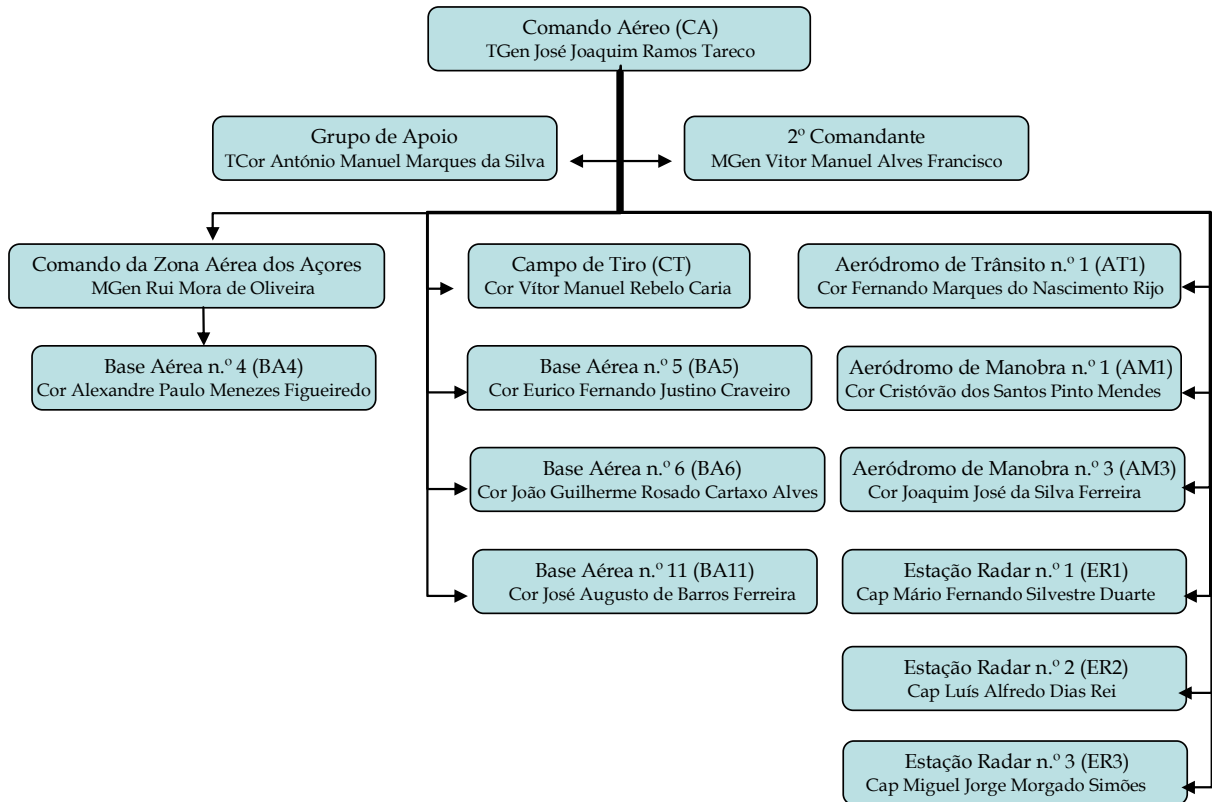 Comando Aéreo (CA)
TGen José Joaquim Ramos Tareco
Grupo de Apoio
TCor António Manuel Marques da Silva
2º Comandante
MGen Vitor Manuel Alves Francisco
Comando da Zona Aérea dos Açores
MGen Rui Mora de Oliveira
Base Aérea n.º 4 (BA4)
Cor Alexandre Paulo Menezes Figueiredo
Campo de Tiro (CT)
Cor Vítor Manuel Rebelo Caria
Base Aérea n.º 5 (BA5)
Cor Eurico Fernando Justino Craveiro
Base Aérea n.º 6 (BA6)
Cor João Guilherme Rosado Cartaxo Alves
Base Aérea n.º 11 (BA11)
Cor José Augusto de Barros Ferreira
Aeródromo de Trânsito n.º 1 (AT1)
Cor Fernando Marques do Nascimento Rijo
Aeródromo de Manobra n.º 1 (AM1)
Cor Cristóvão dos Santos Pinto Mendes
Aeródromo de Manobra n.º 3 (AM3)
Cor Joaquim José da Silva Ferreira
Estação Radar n.º 1 (ER1)
Cap Mário Fernando Silvestre Duarte
Estação Radar n.º 2 (ER2)
Cap Luís Alfredo Dias Rei
Estação Radar n.º 3 (ER3)
Cap Miguel Jorge Morgado Simões